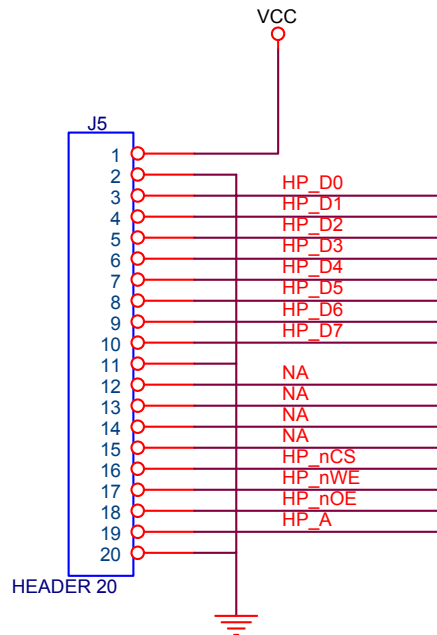 VCC
J5
1
2
3 HP_D0
4 HP_D1
5 HP_D2
6 HP_D3
7 HP_D4
8 HP_D5
9 HP_D6
10 HP_D7
11
12 NA
13 NA
14 NA
15 NA
16 HP_nCS
17 HP_nWE
18 HP_nOE
19 HP_A
20
HEADER 20